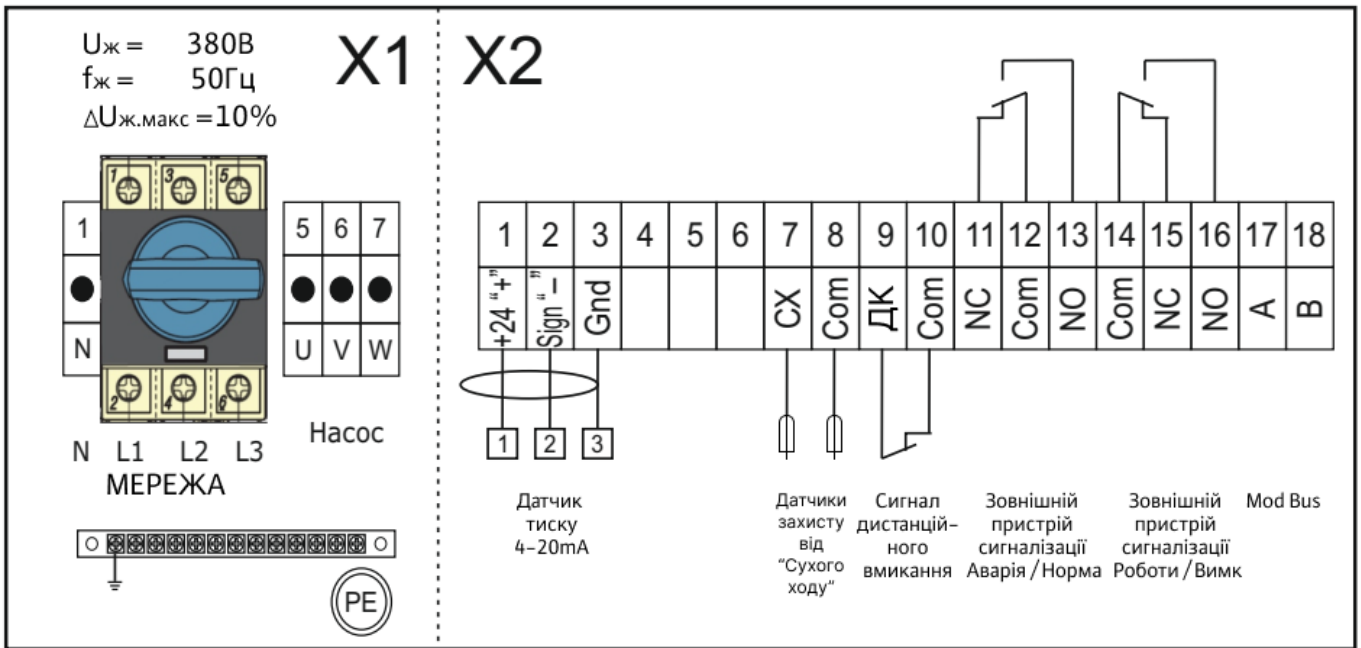 Uж = 380В
fж = 50Гц
△Uж.макс =10%
X1
1 3 5
1
N
5 6 7
U V W
2 4 6
N L1 L2 L3
МЕРЕЖА
Насос
PE
X2
1 2 3 4 5 6 7 8 9 10 11 12 13 14 15 16 17 18
+24 “+” Sign “–” Gnd СХ Com ДК Com NC Com NO Com NC NO A B
1 2 3
Датчик
тиску
4–20mA
Датчики
захисту
від
“Сухого
ходу”
Сигнал
дистанцій–
ного
вмикання
Зовнішній
пристрій
сигналізації
Аварія / Норма
Зовнішній
пристрій
сигналізації
Роботи / Вимк
Mod Bus